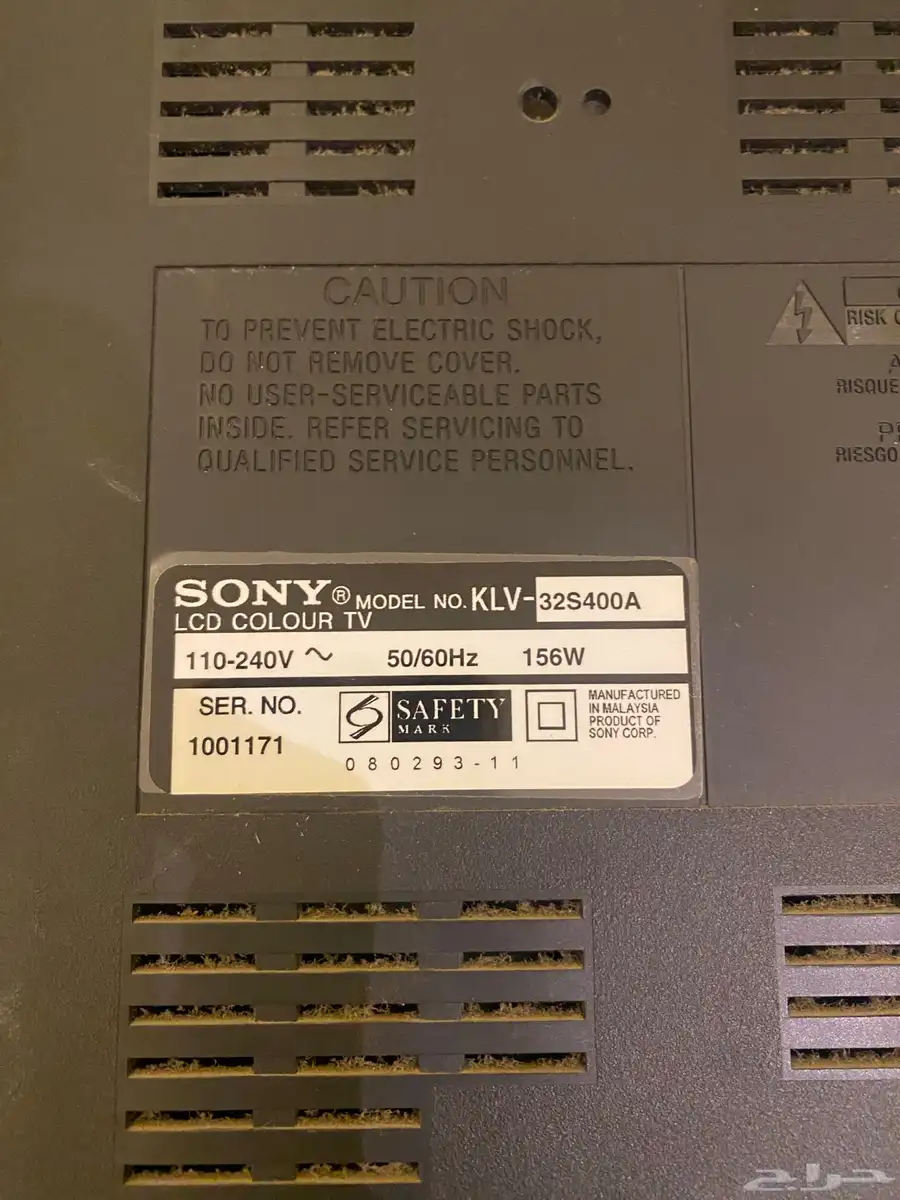 CAUTION
TO PREVENT ELECTRIC SHOCK,
DO NOT REMOVE COVER.
NO USER-SERVICEABLE PARTS
INSIDE. REFER SERVICING TO
QUALIFIED SERVICE PERSONNEL.
RISK
RISQUE
RIESGO
SONY® MODEL NO. KLV-32S400A
LCD COLOUR TV
110-240V ~ 50/60Hz 156W
SER. NO.
1001171
SAFETY
MARK
080293-11
MANUFACTURED
IN MALAYSIA
PRODUCT OF
SONY CORP.
حراج